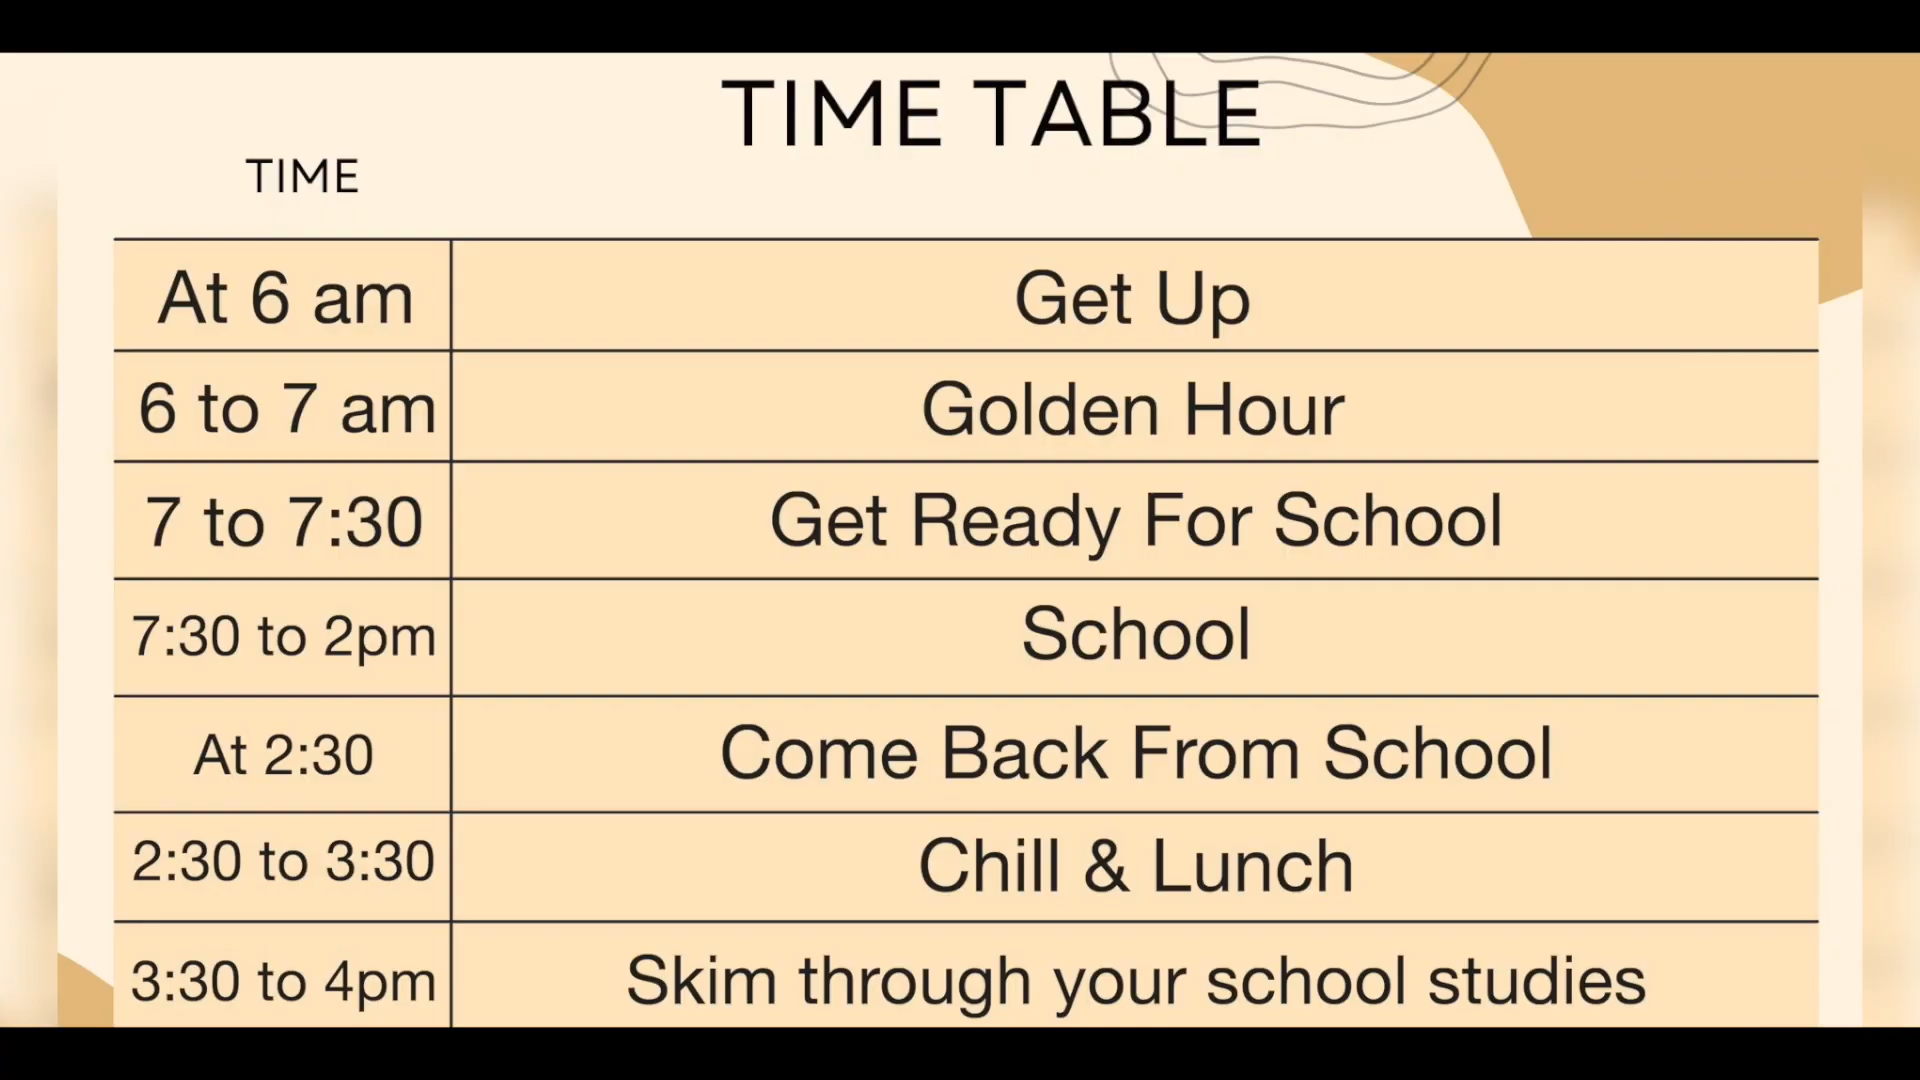 TIME TABLE
TIME
At 6 am Get Up
6 to 7 am Golden Hour
7 to 7:30 Get Ready For School
7:30 to 2pm School
At 2:30 Come Back From School
2:30 to 3:30 Chill & Lunch
3:30 to 4pm Skim through your school studies